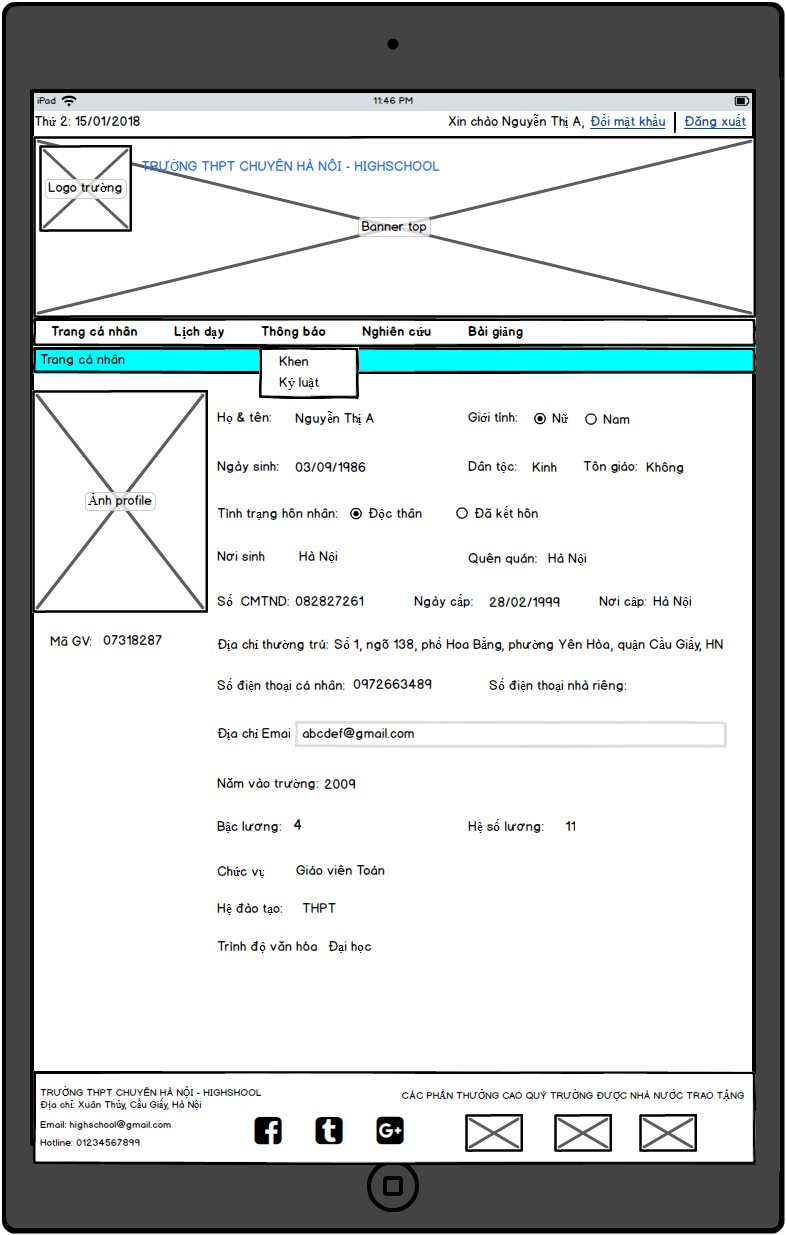 iPad 11:46 PM
Thứ 2: 15/01/2018 Xin chào Nguyễn Thị A, Đổi mật khẩu Đăng xuất
TRƯỜNG THPT CHUYÊN HÀ NÔI - HIGHSCHOOL
Logo trường
Banner top
Trang cá nhân Lịch dạy Thông báo Nghiên cứu Bài giảng
Trang cá nhân
Khen
Kỷ luật
Họ & tên: Nguyễn Thị A Giới tính: Nữ Nam
Ngày sinh: 03/09/1986 Dân tộc: Kinh Tôn giáo: Không
Ảnh profile
Tình trạng hôn nhân: Độc thân Đã kết hôn
Nơi sinh Hà Nội Quên quán: Hà Nội
Số CMTND: 082827261 Ngày cấp: 28/02/1999 Nơi câp: Hà Nội
Mã GV: 07318287
Địa chỉ thường trú: Số 1, ngõ 138, phố Hoa Bằng, phường Yên Hòa, quận Cầu Giấy, HN
Số điện thoại cá nhân: 0972663489 Số điện thoại nhà riêng:
Địa chỉ Emai abcdef@gmail.com
Năm vào trường: 2009
Bậc lương: 4 Hệ số lương: 11
Chức vụ Giáo viên Toán
Hệ đào tạo: THPT
Trình độ văn hóa Đại học
TRƯỜNG THPT CHUYÊN HÀ NỘI - HIGHSHOOL
Địa chỉ: Xuân Thủy, Cầu Giấy, Hà Nội
Email: highschool@gmail.com
Hotline: 01234567899
CÁC PHẦN THƯỞNG CAO QUÝ TRƯỜNG ĐƯỢC NHÀ NƯỚC TRAO TẶNG